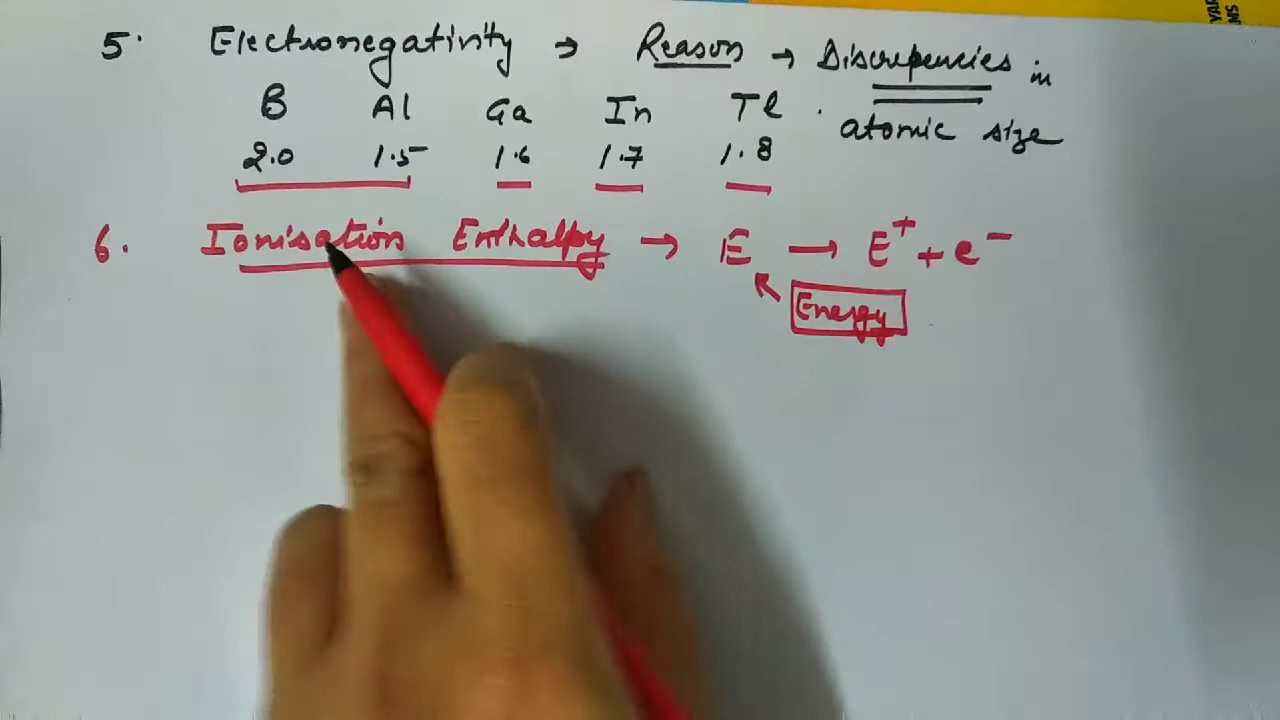 5. Electronegativity → Reason → Discrepencies in
atomic size
B Al Ga In Tl .
2.0 1.5 1.6 1.7 1.8
6. Ionisation Enthalpy → E → E⁺ + e⁻
Energy